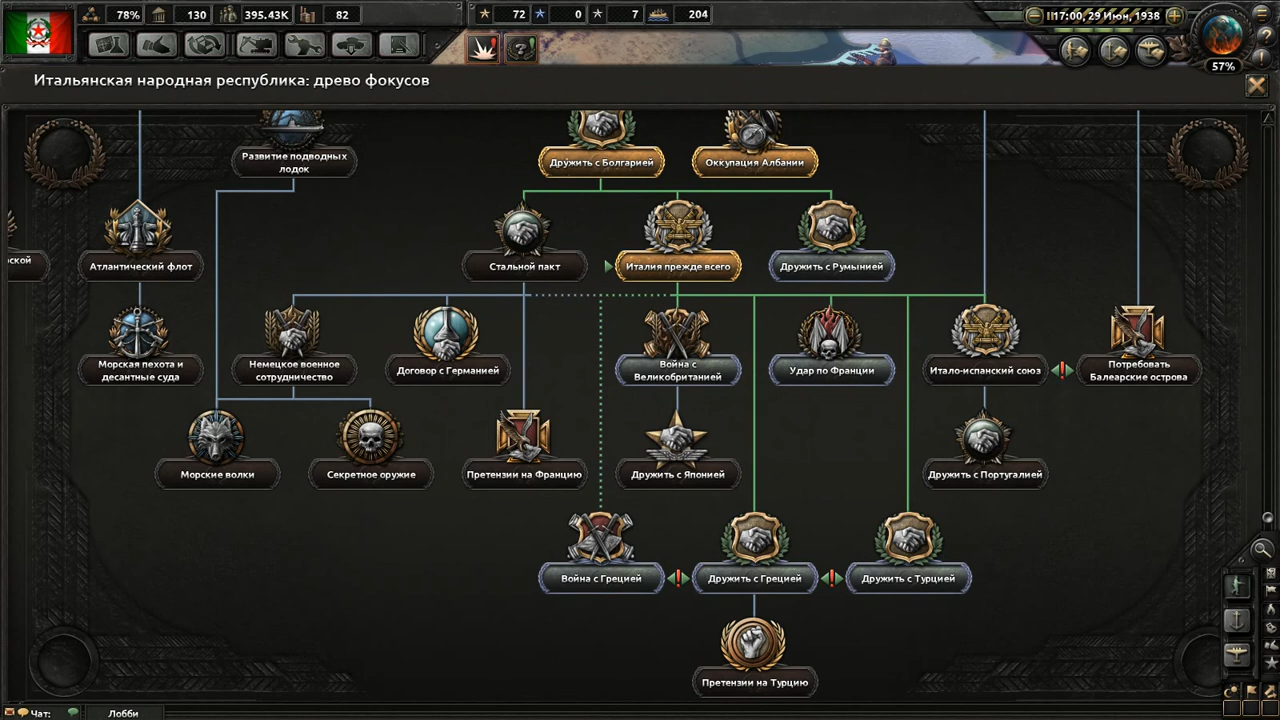 78%
130
395.43K
82
72
0
7
204
17:00, 29 Июн, 1938
57%
Итальянская народная республика: древо фокусов
Развитие подводных
лодок
Дружить с Болгарией
Оккупация Албании
ской
Атлантический флот
Стальной пакт
Италия прежде всего
Дружить с Румынией
Морская пехота и
десантные суда
Немецкое военное
сотрудничество
Договор с Германией
Война с
Великобританией
Удар по Франции
Итало-испанский союз
Потребовать
Балеарские острова
Морские волки
Секретное оружие
Претензии на Францию
Дружить с Японией
Дружить с Португалией
Война с Грецией
Дружить с Грецией
Дружить с Турцией
Претензии на Турцию
Чат:
Лобби